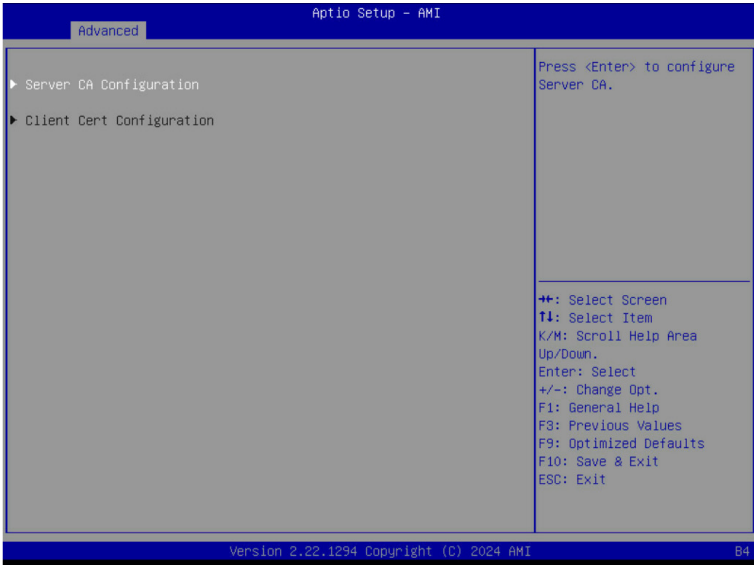 Aptio Setup – AMI
Advanced
▶ Server CA Configuration
▶ Client Cert Configuration
Press <Enter> to configure
Server CA.
→←: Select Screen
↑↓: Select Item
K/M: Scroll Help Area
Up/Down.
Enter: Select
+/-: Change Opt.
F1: General Help
F3: Previous Values
F9: Optimized Defaults
F10: Save & Exit
ESC: Exit
Version 2.22.1294 Copyright (C) 2024 AMI
B4